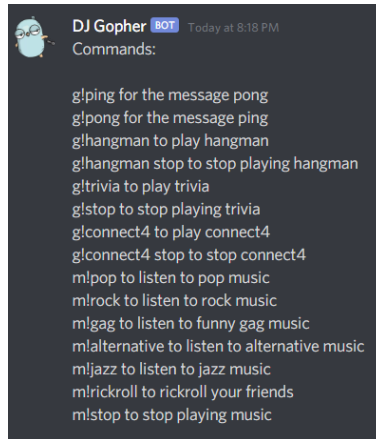 DJ Gopher BOT Today at 8:18 PM
Commands:
g!ping for the message pong
g!pong for the message ping
g!hangman to play hangman
g!hangman stop to stop playing hangman
g!trivia to play trivia
g!stop to stop playing trivia
g!connect4 to play connect4
g!connect4 stop to stop connect4
m!pop to listen to pop music
m!rock to listen to rock music
m!gag to listen to funny gag music
m!alternative to listen to alternative music
m!jazz to listen to jazz music
m!rickroll to rickroll your friends
m!stop to stop playing music